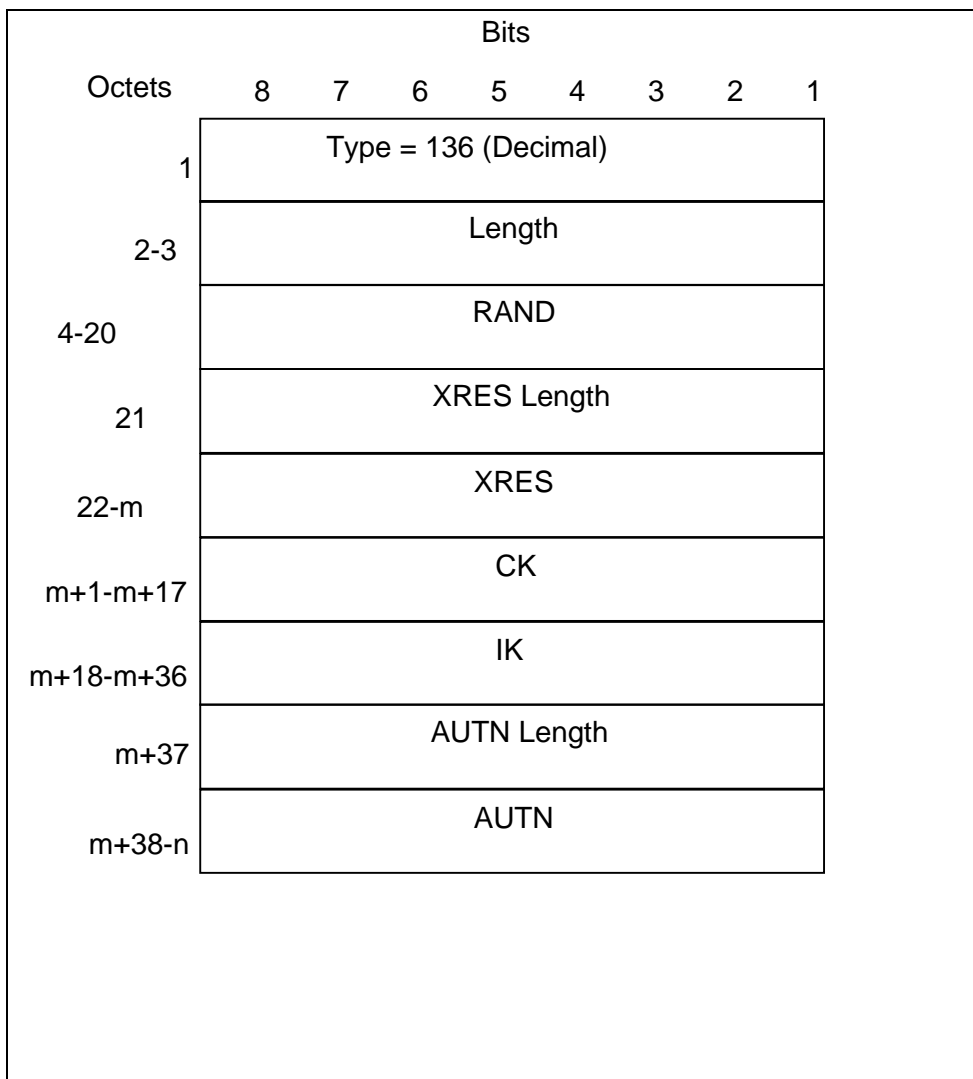 Bits
Octets 8 7 6 5 4 3 2 1
1 Type = 136 (Decimal)
2-3 Length
4-20 RAND
21 XRES Length
22-m XRES
m+1-m+17 CK
m+18-m+36 IK
m+37 AUTN Length
m+38-n AUTN